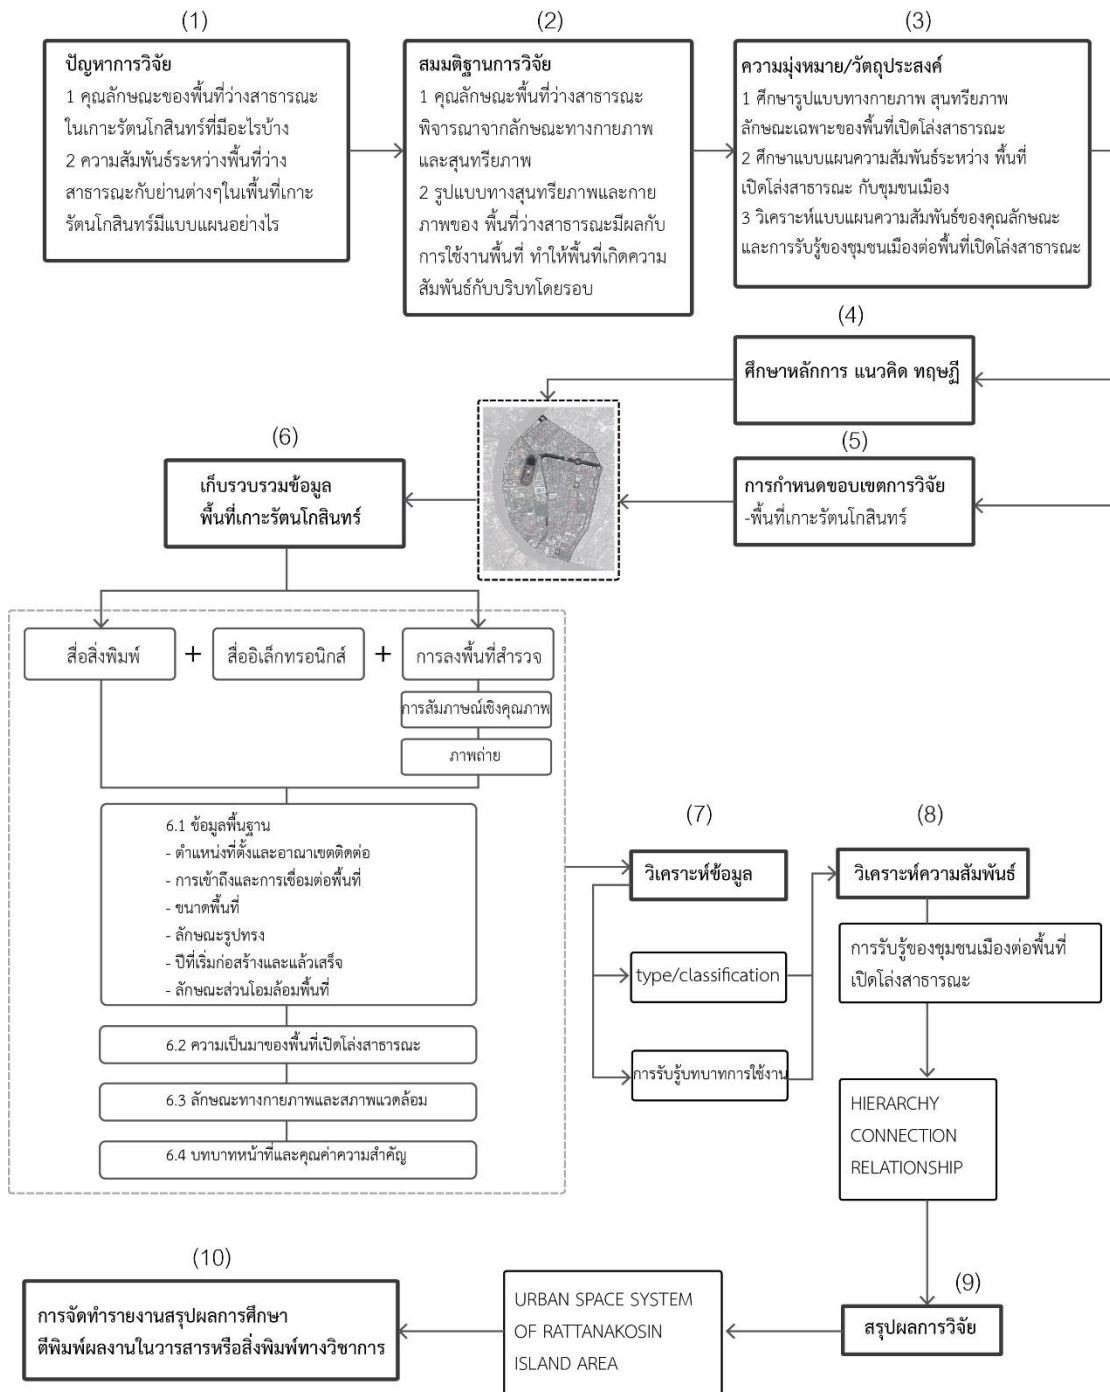 (1)
ปัญหาการวิจัย
1 คุณลักษณะของพื้นที่ว่างสาธารณะ
ในเกาะรัตนโกสินทร์ที่มีอะไรบ้าง
2 ความสัมพันธ์ระหว่างพื้นที่ว่าง
สาธารณะกับย่านต่างๆในเพื้นที่เกาะ
รัตนโกสินทร์มีแบบแผนอย่างไร
(2)
สมมติฐานการวิจัย
1 คุณลักษณะพื้นที่ว่างสาธารณะ
พิจารณาจากลักษณะทางกายภาพ
และสุนทรียภาพ
2 รูปแบบทางสุนทรียภาพและกาย
ภาพของ พื้นที่ว่างสาธารณะมีผลกับ
การใช้งานพื้นที่ ทำให้พื้นที่เกิดความ
สัมพันธ์กับบริบทโดยรอบ
(3)
ความมุ่งหมาย/วัตถุประสงค์
1 ศึกษารูปแบบทางกายภาพ สุนทรียภาพ
ลักษณะเฉพาะของพื้นที่เปิดโล่งสาธารณะ
2 ศึกษาแบบแผนความสัมพันธ์ระหว่าง พื้นที่
เปิดโล่งสาธารณะ กับชุมชนเมือง
3 วิเคราะห์แบบแผนความสัมพันธ์ของคุณลักษณะ
และการรับรู้ของชุมชนเมืองต่อพื้นที่เปิดโล่งสาธารณะ
(4)
ศึกษาหลักการ แนวคิด ทฤษฎี
(5)
การกำหนดขอบเขตการวิจัย
-พื้นที่เกาะรัตนโกสินทร์
(6)
เก็บรวบรวมข้อมูล
พื้นที่เกาะรัตนโกสินทร์
สื่อสิ่งพิมพ์ + สื่ออิเล็กทรอนิกส์ + การลงพื้นที่สำรวจ
การสัมภาษณ์เชิงคุณภาพ
ภาพถ่าย
6.1 ข้อมูลพื้นฐาน
- ตำแหน่งที่ตั้งและอาณาเขตติดต่อ
- การเข้าถึงและการเชื่อมต่อพื้นที่
- ขนาดพื้นที่
- ลักษณะรูปทรง
- ปีที่เริ่มก่อสร้างและแล้วเสร็จ
- ลักษณะส่วนโอมล้อมพื้นที่
6.2 ความเป็นมาของพื้นที่เปิดโล่งสาธารณะ
6.3 ลักษณะทางกายภาพและสภาพแวดล้อม
6.4 บทบาทหน้าที่และคุณค่าความสำคัญ
(7)
วิเคราะห์ข้อมูล
type/classification
การรับรู้บทบาทการใช้งาน
(8)
วิเคราะห์ความสัมพันธ์
การรับรู้ของชุมชนเมืองต่อพื้นที่
เปิดโล่งสาธารณะ
HIERARCHY
CONNECTION
RELATIONSHIP
(9)
สรุปผลการวิจัย
URBAN SPACE SYSTEM
OF RATTANAKOSIN
ISLAND AREA
(10)
การจัดทำรายงานสรุปผลการศึกษา
ตีพิมพ์ผลงานในวารสารหรือสิ่งพิมพ์ทางวิชาการ